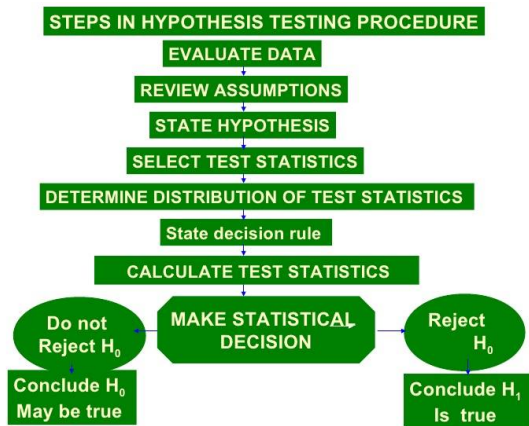 STEPS IN HYPOTHESIS TESTING PROCEDURE
EVALUATE DATA
REVIEW ASSUMPTIONS
STATE HYPOTHESIS
SELECT TEST STATISTICS
DETERMINE DISTRIBUTION OF TEST STATISTICS
State decision rule
CALCULATE TEST STATISTICS
MAKE STATISTICAL
DECISION
Do not
Reject H₀
Conclude H₀
May be true
Reject
H₀
Conclude H₁
Is true